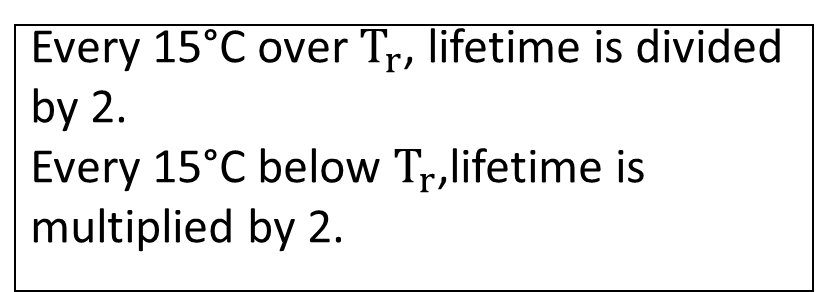 Every 15°C over Tᵣ, lifetime is divided
by 2.
Every 15°C below Tᵣ,lifetime is
multiplied by 2.